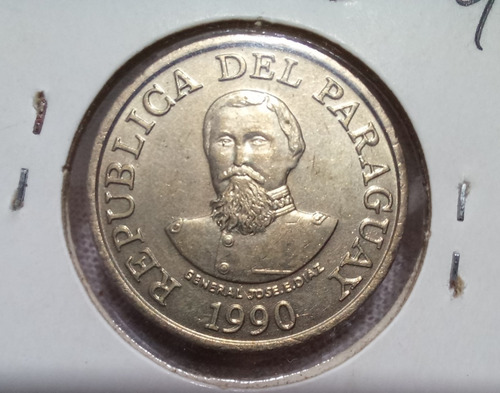 REPUBLICA DEL PARAGUAY
GENERAL JOSE.E.DIAZ
1990